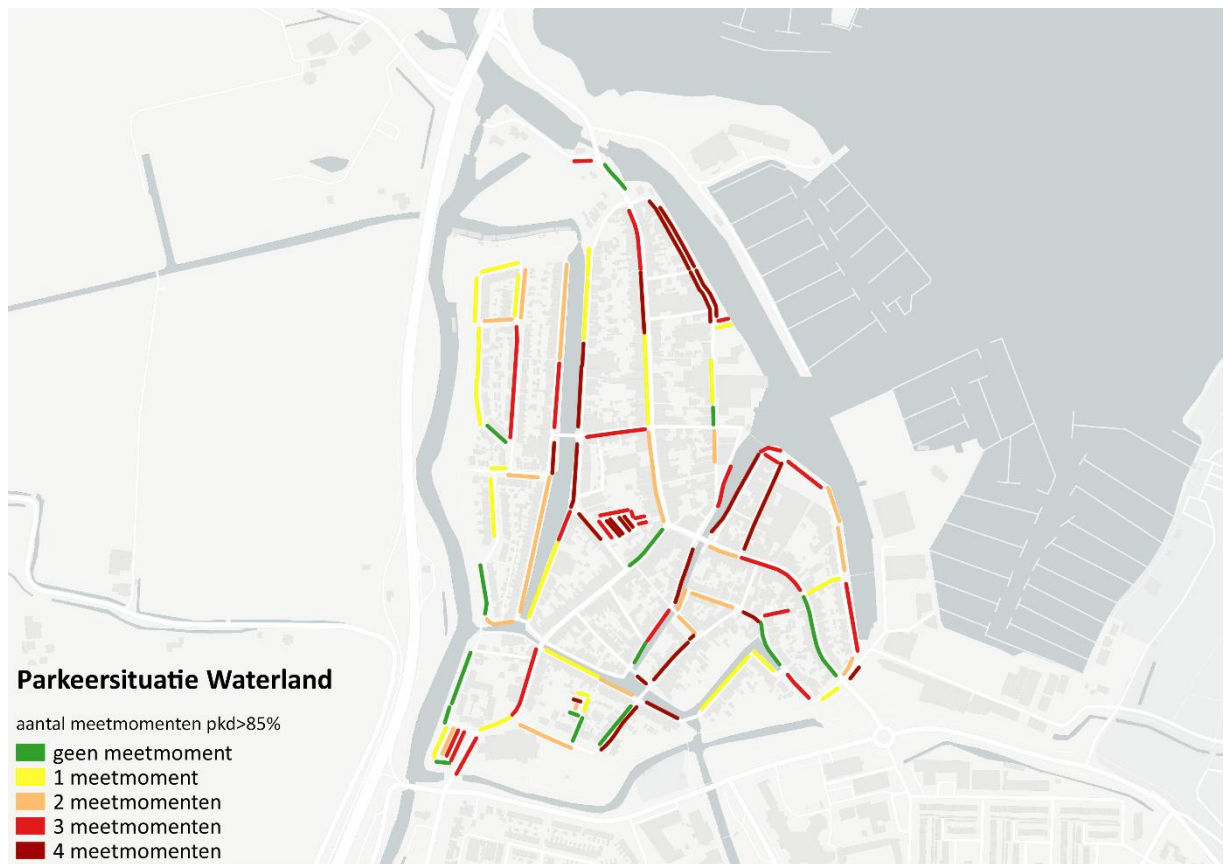 Parkeersituatie Waterland
aantal meetmomenten pkd>85%
geen meetmoment
1 meetmoment
2 meetmomenten
3 meetmomenten
4 meetmomenten